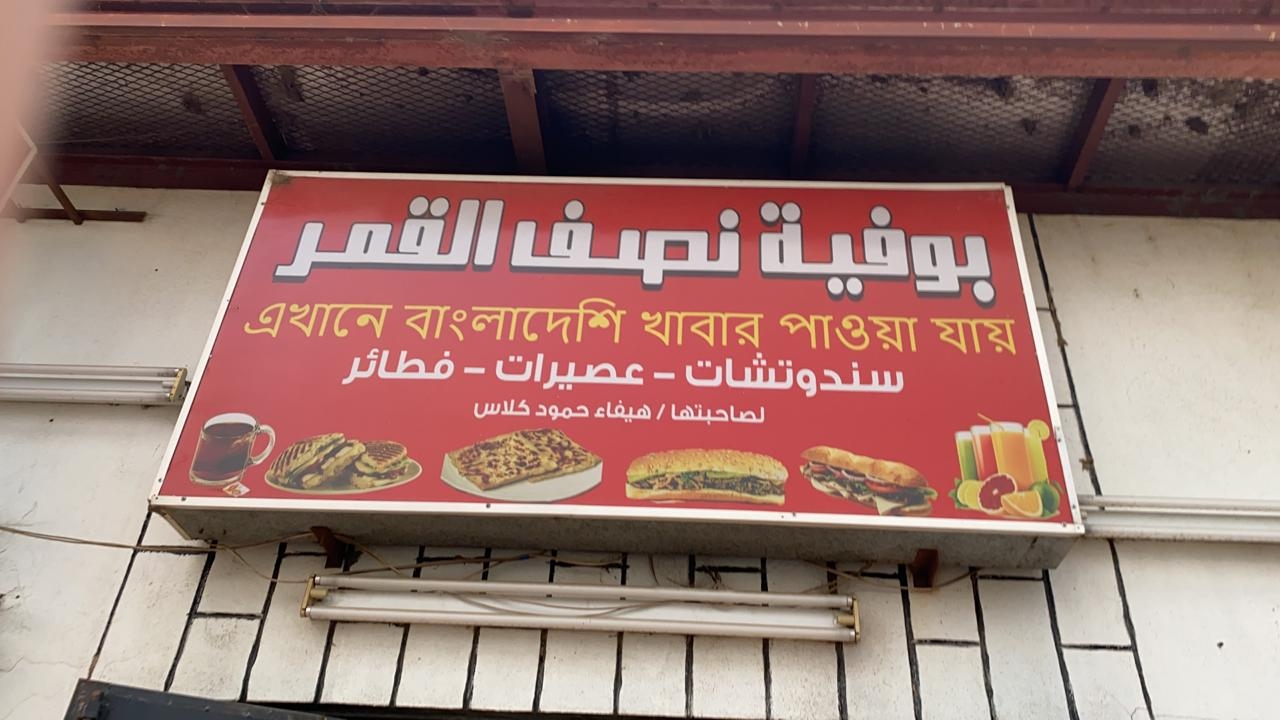 بوفية نصف القمر
এখানে বাংলাদেশি খাবার পাওয়া যায়
سندوتشات - عصيرات - فطائر
لصاحبتها / هيفاء حمود كلاس